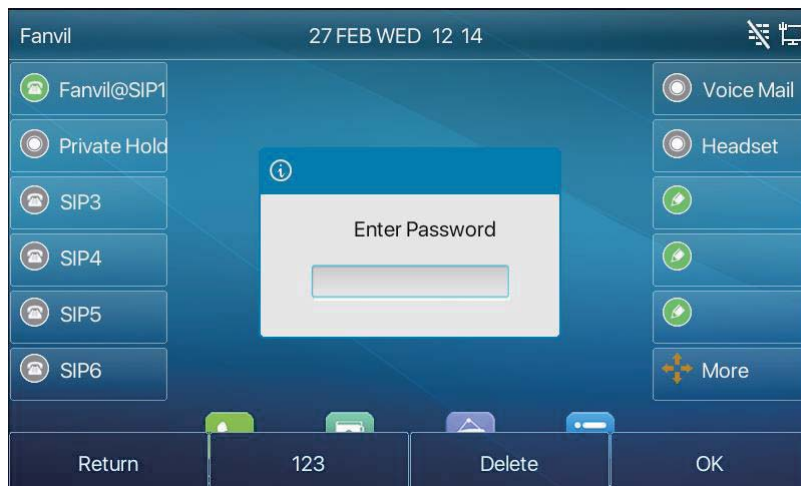 Fanvil 27 FEB WED 12 14
Fanvil@SIP1
Private Hold
SIP3
SIP4
SIP5
SIP6
Enter Password
Voice Mail
Headset
More
Return 123 Delete OK